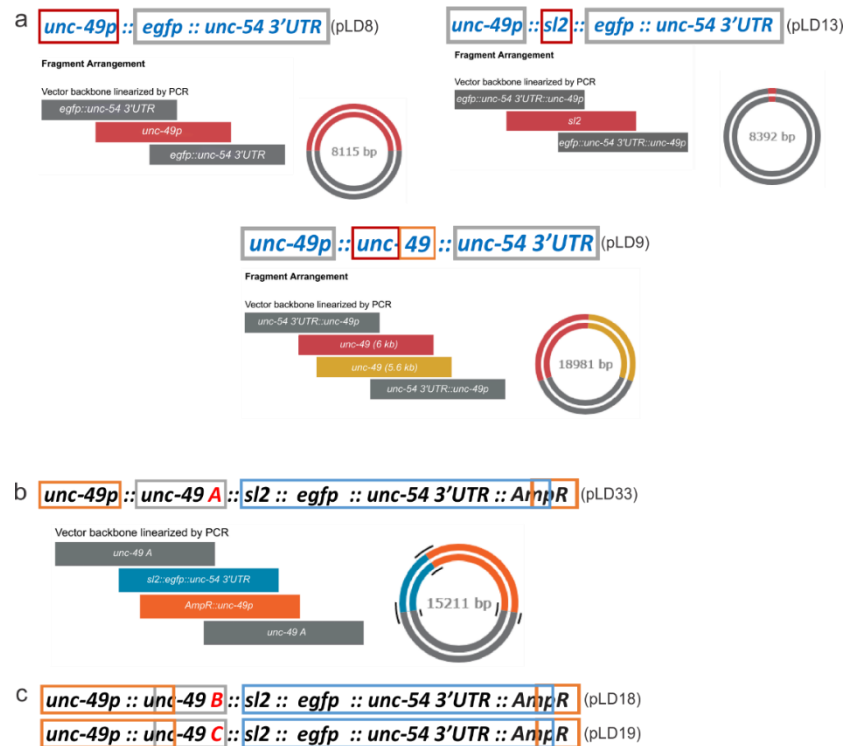 a
unc-49p :: egfp :: unc-54 3’UTR (pLD8)
Fragment Arrangement
Vector backbone linearized by PCR
egfp::unc-54 3'UTR
unc-49p
egfp::unc-54 3'UTR
8115 bp
unc-49p :: sl2 :: egfp :: unc-54 3’UTR (pLD13)
Fragment Arrangement
Vector backbone linearized by PCR
egfp::unc-54 3'UTR::unc-49p
sl2
egfp::unc-54 3'UTR::unc-49p
8392 bp
unc-49p :: unc-49 :: unc-54 3’UTR (pLD9)
Fragment Arrangement
Vector backbone linearized by PCR
unc-54 3'UTR::unc-49p
unc-49 (6 kb)
unc-49 (5.6 kb)
unc-54 3'UTR::unc-49p
18981 bp
b
unc-49p :: unc-49 A :: sl2 :: egfp :: unc-54 3’UTR :: AmpR (pLD33)
Vector backbone linearized by PCR
unc-49 A
sl2::egfp::unc-54 3'UTR
AmpR::unc-49p
unc-49 A
15211 bp
c
unc-49p :: unc-49 B :: sl2 :: egfp :: unc-54 3’UTR :: AmpR (pLD18)
unc-49p :: unc-49 C :: sl2 :: egfp :: unc-54 3’UTR :: AmpR (pLD19)